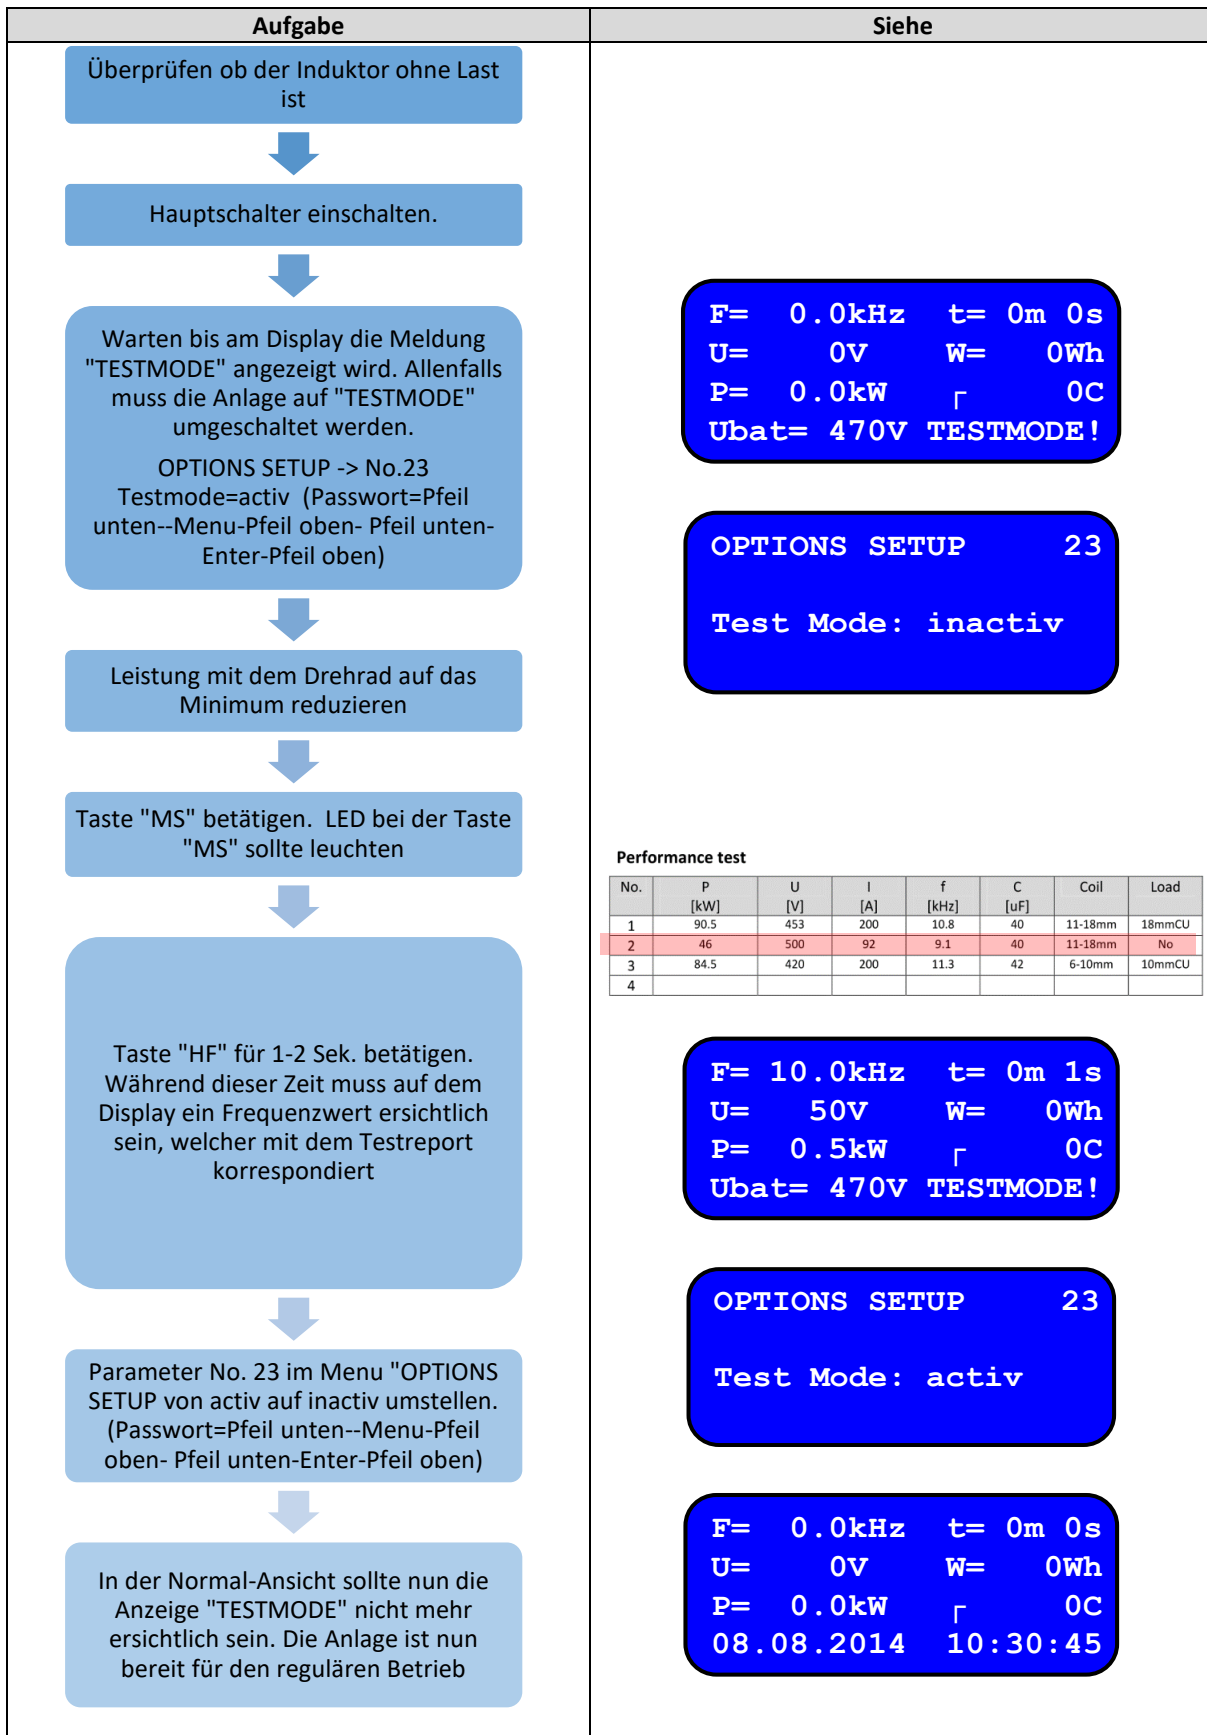 Aufgabe
Siehe
Überprüfen ob der Induktor ohne Last
ist
Hauptschalter einschalten.
Warten bis am Display die Meldung
"TESTMODE" angezeigt wird. Allenfalls
muss die Anlage auf "TESTMODE"
umgeschaltet werden.
OPTIONS SETUP -> No.23
Testmode=activ (Passwort=Pfeil
unten--Menu-Pfeil oben- Pfeil unten-
Enter-Pfeil oben)
Leistung mit dem Drehrad auf das
Minimum reduzieren
Taste "MS" betätigen. LED bei der Taste
"MS" sollte leuchten
Taste "HF" für 1-2 Sek. betätigen.
Während dieser Zeit muss auf dem
Display ein Frequenzwert ersichtlich
sein, welcher mit dem Testreport
korrespondiert
Parameter No. 23 im Menu "OPTIONS
SETUP von activ auf inactiv umstellen.
(Passwort=Pfeil unten--Menu-Pfeil
oben- Pfeil unten-Enter-Pfeil oben)
In der Normal-Ansicht sollte nun die
Anzeige "TESTMODE" nicht mehr
ersichtlich sein. Die Anlage ist nun
bereit für den regulären Betrieb
F= 0.0kHz t= 0m 0s
U= 0V W= 0Wh
P= 0.0kW ┌ 0C
Ubat= 470V TESTMODE!
OPTIONS SETUP 23
Test Mode: inactiv
Performance test
No. P U I f C Coil Load
[kW] [V] [A] [kHz] [uF]
1 90.5 453 200 10.8 40 11-18mm 18mmCU
2 46 500 92 9.1 40 11-18mm No
3 84.5 420 200 11.3 42 6-10mm 10mmCU
4
F= 10.0kHz t= 0m 1s
U= 50V W= 0Wh
P= 0.5kW ┌ 0C
Ubat= 470V TESTMODE!
OPTIONS SETUP 23
Test Mode: activ
F= 0.0kHz t= 0m 0s
U= 0V W= 0Wh
P= 0.0kW ┌ 0C
08.08.2014 10:30:45